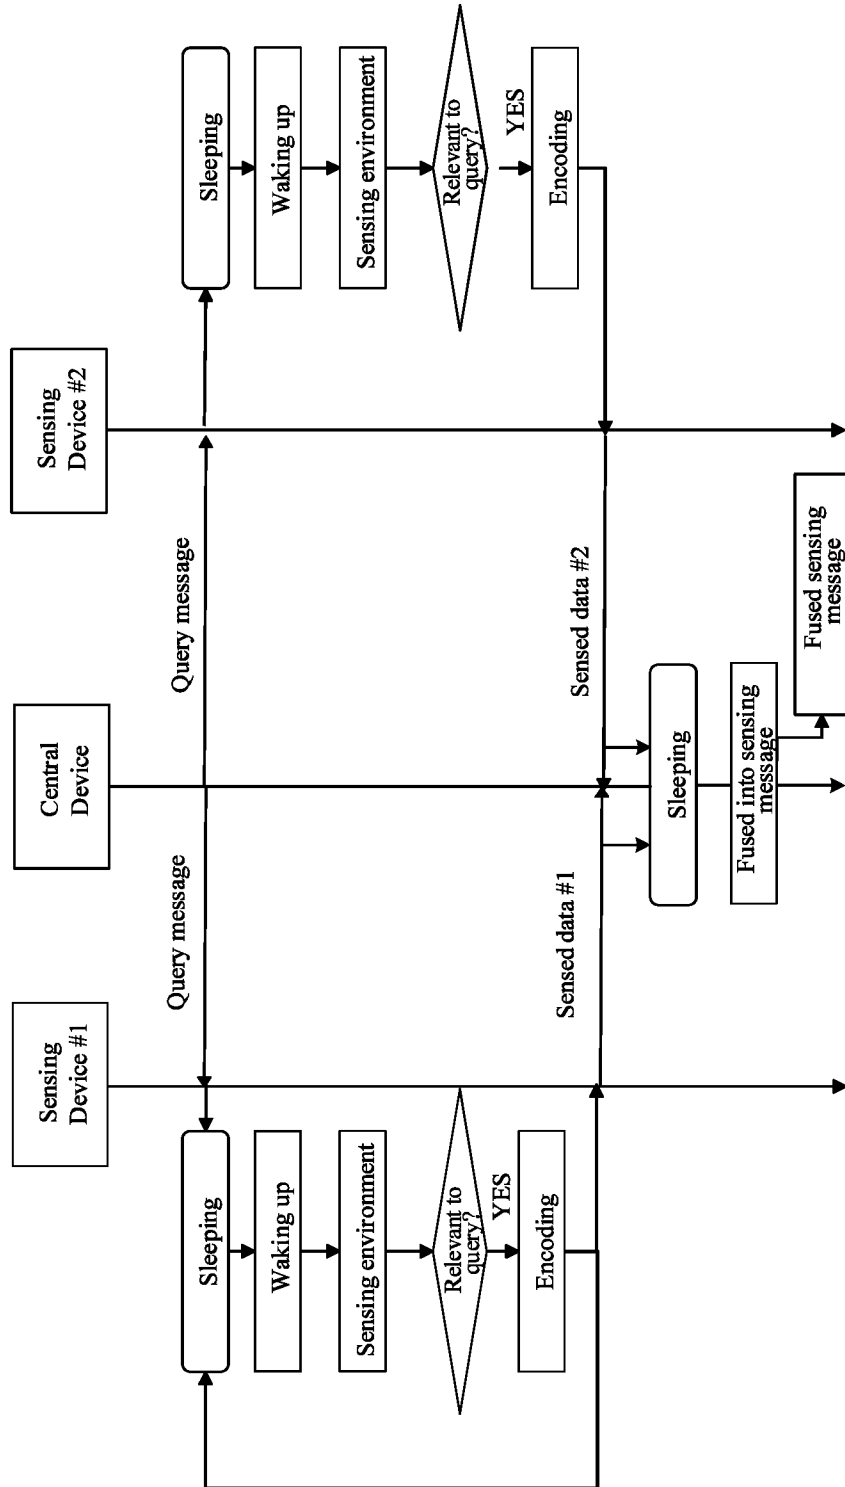 Sensing
Device #1
Central
Device
Sensing
Device #2
Query message
Query message
Sleeping
Sleeping
Waking up
Waking up
Sensing environment
Sensing environment
Relevant to
query?
Relevant to
query?
YES
YES
Encoding
Encoding
Sensed data #1
Sensed data #2
Sleeping
Fused into sensing
message
Fused sensing
message